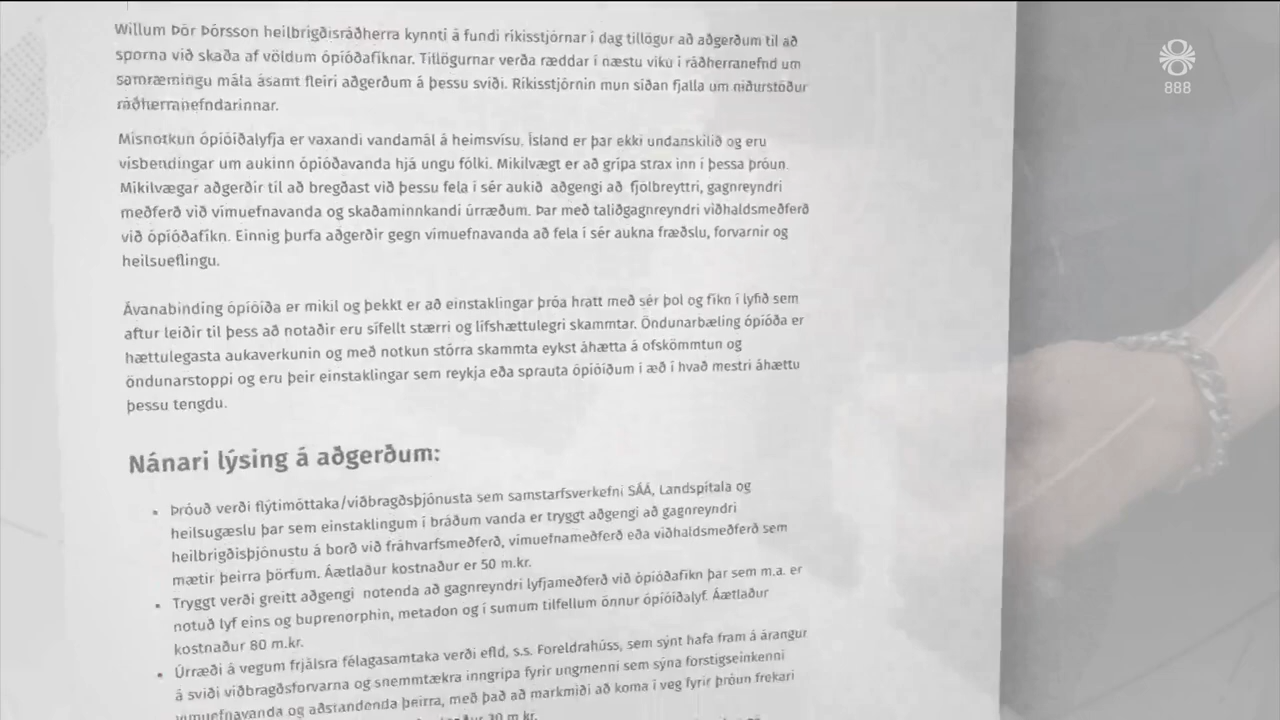 Willum Þór Þórsson heilbrigðisráðherra kynnti á fundi ríkisstjórnar í dag tillögur að aðgerðum til að
sporna við skaða af völdum ópíóðafíknar. Tillögurnar verða ræddar í næstu viku í ráðherranefnd um
samræmingu mála ásamt fleiri aðgerðum á þessu sviði. Ríkisstjórnin mun síðan fjalla um niðurstöður
ráðherranefndarinnar.
Misnotkun ópíóíðalyfja er vaxandi vandamál á heimsvísu. Ísland er þar ekki undanskilið og eru
vísbendingar um aukinn ópíóðavanda hjá ungu fólki. Mikilvægt er að grípa strax inn í þessa þróun.
Mikilvægar aðgerðir til að bregðast við þessu fela í sér aukið aðgengi að fjölbreyttri, gagnreyndri
meðferð við vímuefnavanda og skaðaminnkandi úrræðum. Þar með taliðgagnreyndri viðhaldsmeðferð
við ópíóðafíkn. Einnig þurfa aðgerðir gegn vímuefnavanda að fela í sér aukna fræðslu, forvarnir og
heilsueflingu.
Ávanabinding ópíóíða er mikil og þekkt er að einstaklingar þróa hratt með sér þol og fíkn í lyfið sem
aftur leiðir til þess að notaðir eru sífellt stærri og lífshættulegri skammtar. Öndunarbæling ópíóða er
hættulegasta aukaverkunin og með notkun stórra skammta eykst áhætta á ofskömmtun og
öndunarstoppi og eru þeir einstaklingar sem reykja eða sprauta ópíóíðum í æð í hvað mestri áhættu
þessu tengdu.
Nánari lýsing á aðgerðum:
• Þróuð verði flýtimóttaka/viðbragðsþjónusta sem samstarfsverkefni SÁÁ, Landspítala og
heilsugæslu þar sem einstaklingum í bráðum vanda er tryggt aðgengi að gagnreyndri
heilbrigðisþjónustu á borð við fráhvarfsmeðferð, vímuefnameðferð eða viðhaldsmeðferð sem
mætir þeirra þörfum. Áætlaður kostnaður er 50 m.kr.
• Tryggt verði greitt aðgengi notenda að gagnreyndri lyfjameðferð við ópíóðafíkn þar sem m.a. er
notuð lyf eins og buprenorphin, metadon og í sumum tilfellum önnur ópíóíðalyf. Áætlaður
kostnaður 80 m.kr.
• Úrræði á vegum frjálsra félagasamtaka verði efld, s.s. Foreldrahúss, sem sýnt hafa fram á árangur
á sviði viðbragðsforvarna og snemmtækra inngripa fyrir ungmenni sem sýna forstigseinkenni
vímuefnavanda og aðstandenda þeirra, með það að markmiði að koma í veg fyrir þróun frekari
30 m.kr.
888